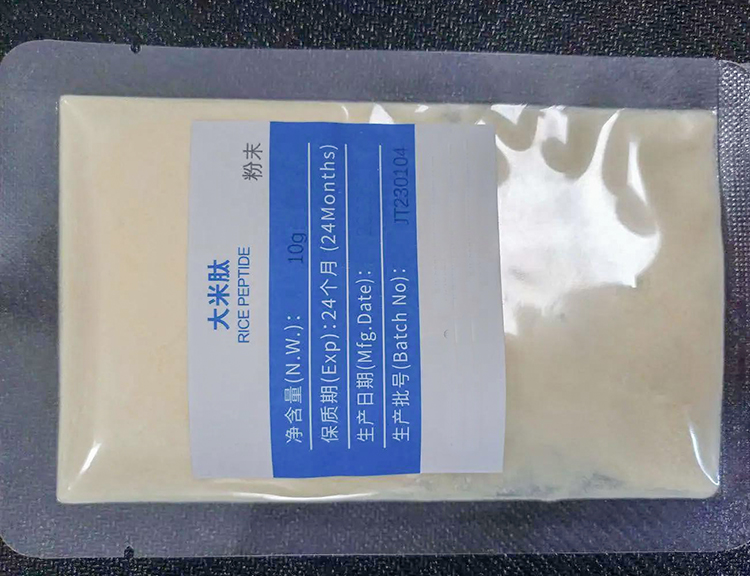 大米肽
RICE PEPTIDE
粉末
净含量(N.W.)： 10g
保质期(Exp)：24个月 (24Months)
生产日期(Mfg.Date)：
生产批号(Batch No)： JT230104